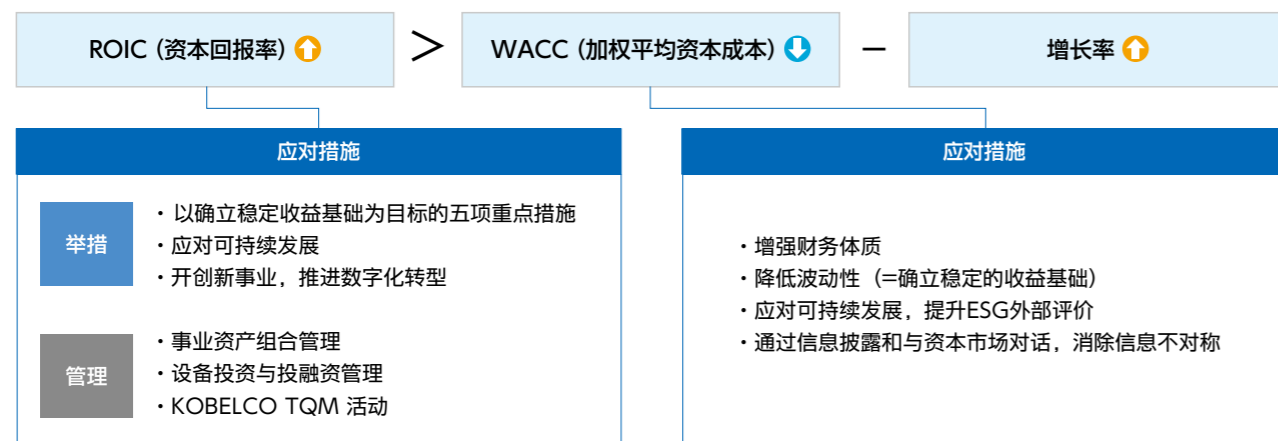 ROIC（资本回报率） > WACC（加权平均资本成本） － 增长率
应对措施
举措
・以确立稳定收益基础为目标的五项重点措施
・应对可持续发展
・开创新事业，推进数字化转型
管理
・事业资产组合管理
・设备投资与投融资管理
・KOBELCO TQM 活动
应对措施
・增强财务体质
・降低波动性（=确立稳定的收益基础）
・应对可持续发展，提升ESG外部评价
・通过信息披露和与资本市场对话，消除信息不对称